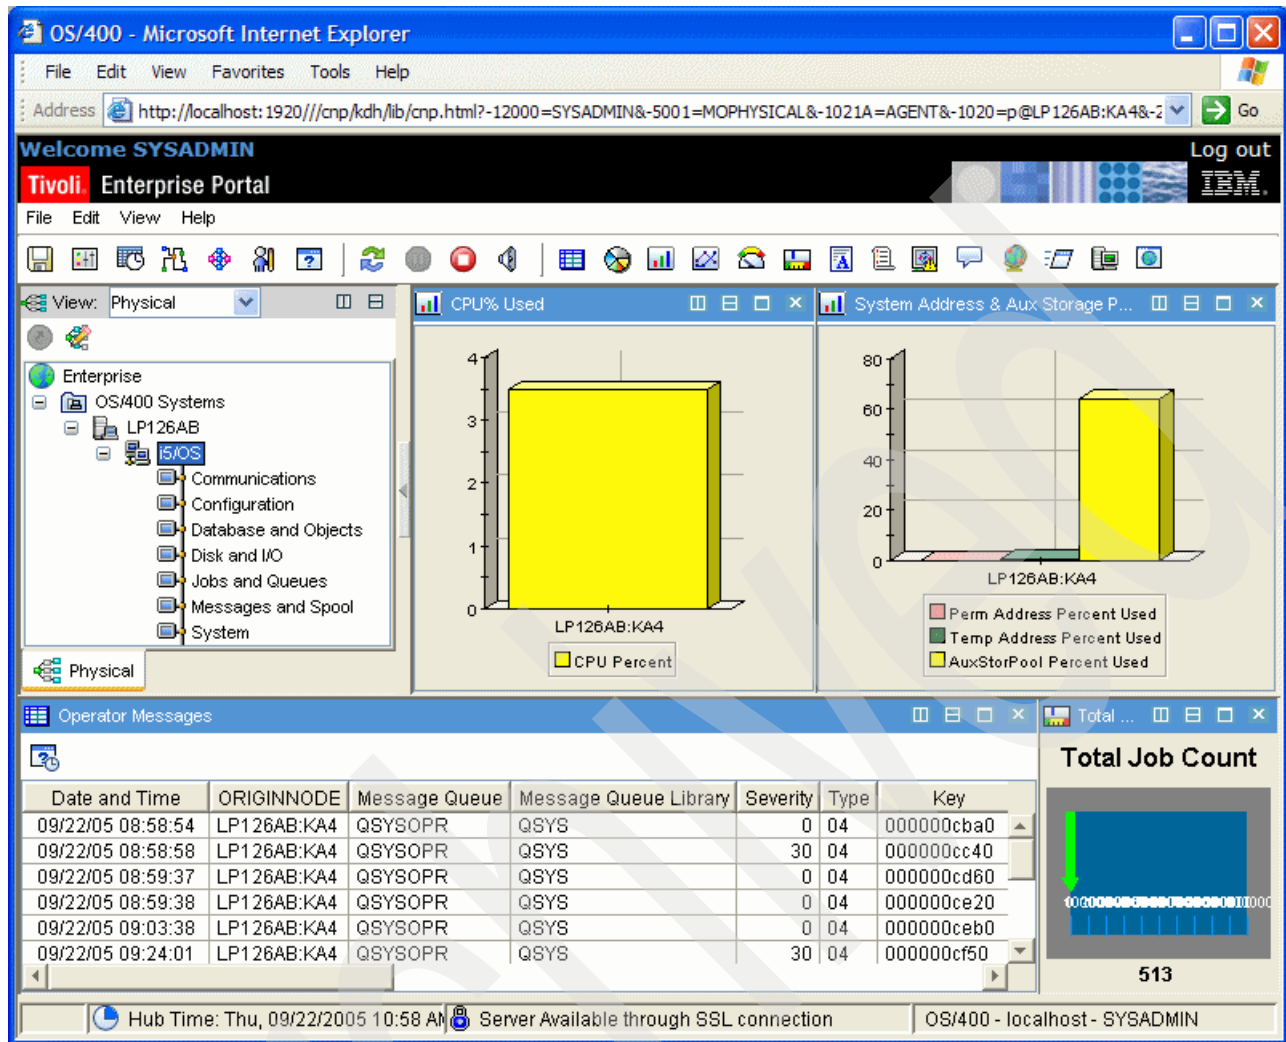 OS/400 - Microsoft Internet Explorer
File Edit View Favorites Tools Help
Address http://localhost:1920///cnp/kdh/lib/cnp.html?-12000=SYSADMIN&-5001=MOPHYSICAL&-1021A=AGENT&-1020=p@LP126AB:KA4&-2 Go
Welcome SYSADMIN Log out
Tivoli. Enterprise Portal IBM.
File Edit View Help
View: Physical
Enterprise
OS/400 Systems
LP126AB
i5/OS
Communications
Configuration
Database and Objects
Disk and I/O
Jobs and Queues
Messages and Spool
System
Physical
CPU% Used
4
3
2
1
0
LP126AB:KA4
CPU Percent
System Address & Aux Storage P...
80
60
40
20
0
LP126AB:KA4
Perm Address Percent Used
Temp Address Percent Used
AuxStorPool Percent Used
Operator Messages
Date and Time ORIGINNODE Message Queue Message Queue Library Severity Type Key
09/22/05 08:58:54 LP126AB:KA4 QSYSOPR QSYS 0 04 000000cba0
09/22/05 08:58:58 LP126AB:KA4 QSYSOPR QSYS 30 04 000000cc40
09/22/05 08:59:37 LP126AB:KA4 QSYSOPR QSYS 0 04 000000cd60
09/22/05 08:59:38 LP126AB:KA4 QSYSOPR QSYS 0 04 000000ce20
09/22/05 09:03:38 LP126AB:KA4 QSYSOPR QSYS 0 04 000000ceb0
09/22/05 09:24:01 LP126AB:KA4 QSYSOPR QSYS 30 04 000000cf50
Total ...
Total Job Count
513
Hub Time: Thu, 09/22/2005 10:58 AM Server Available through SSL connection OS/400 - localhost - SYSADMIN